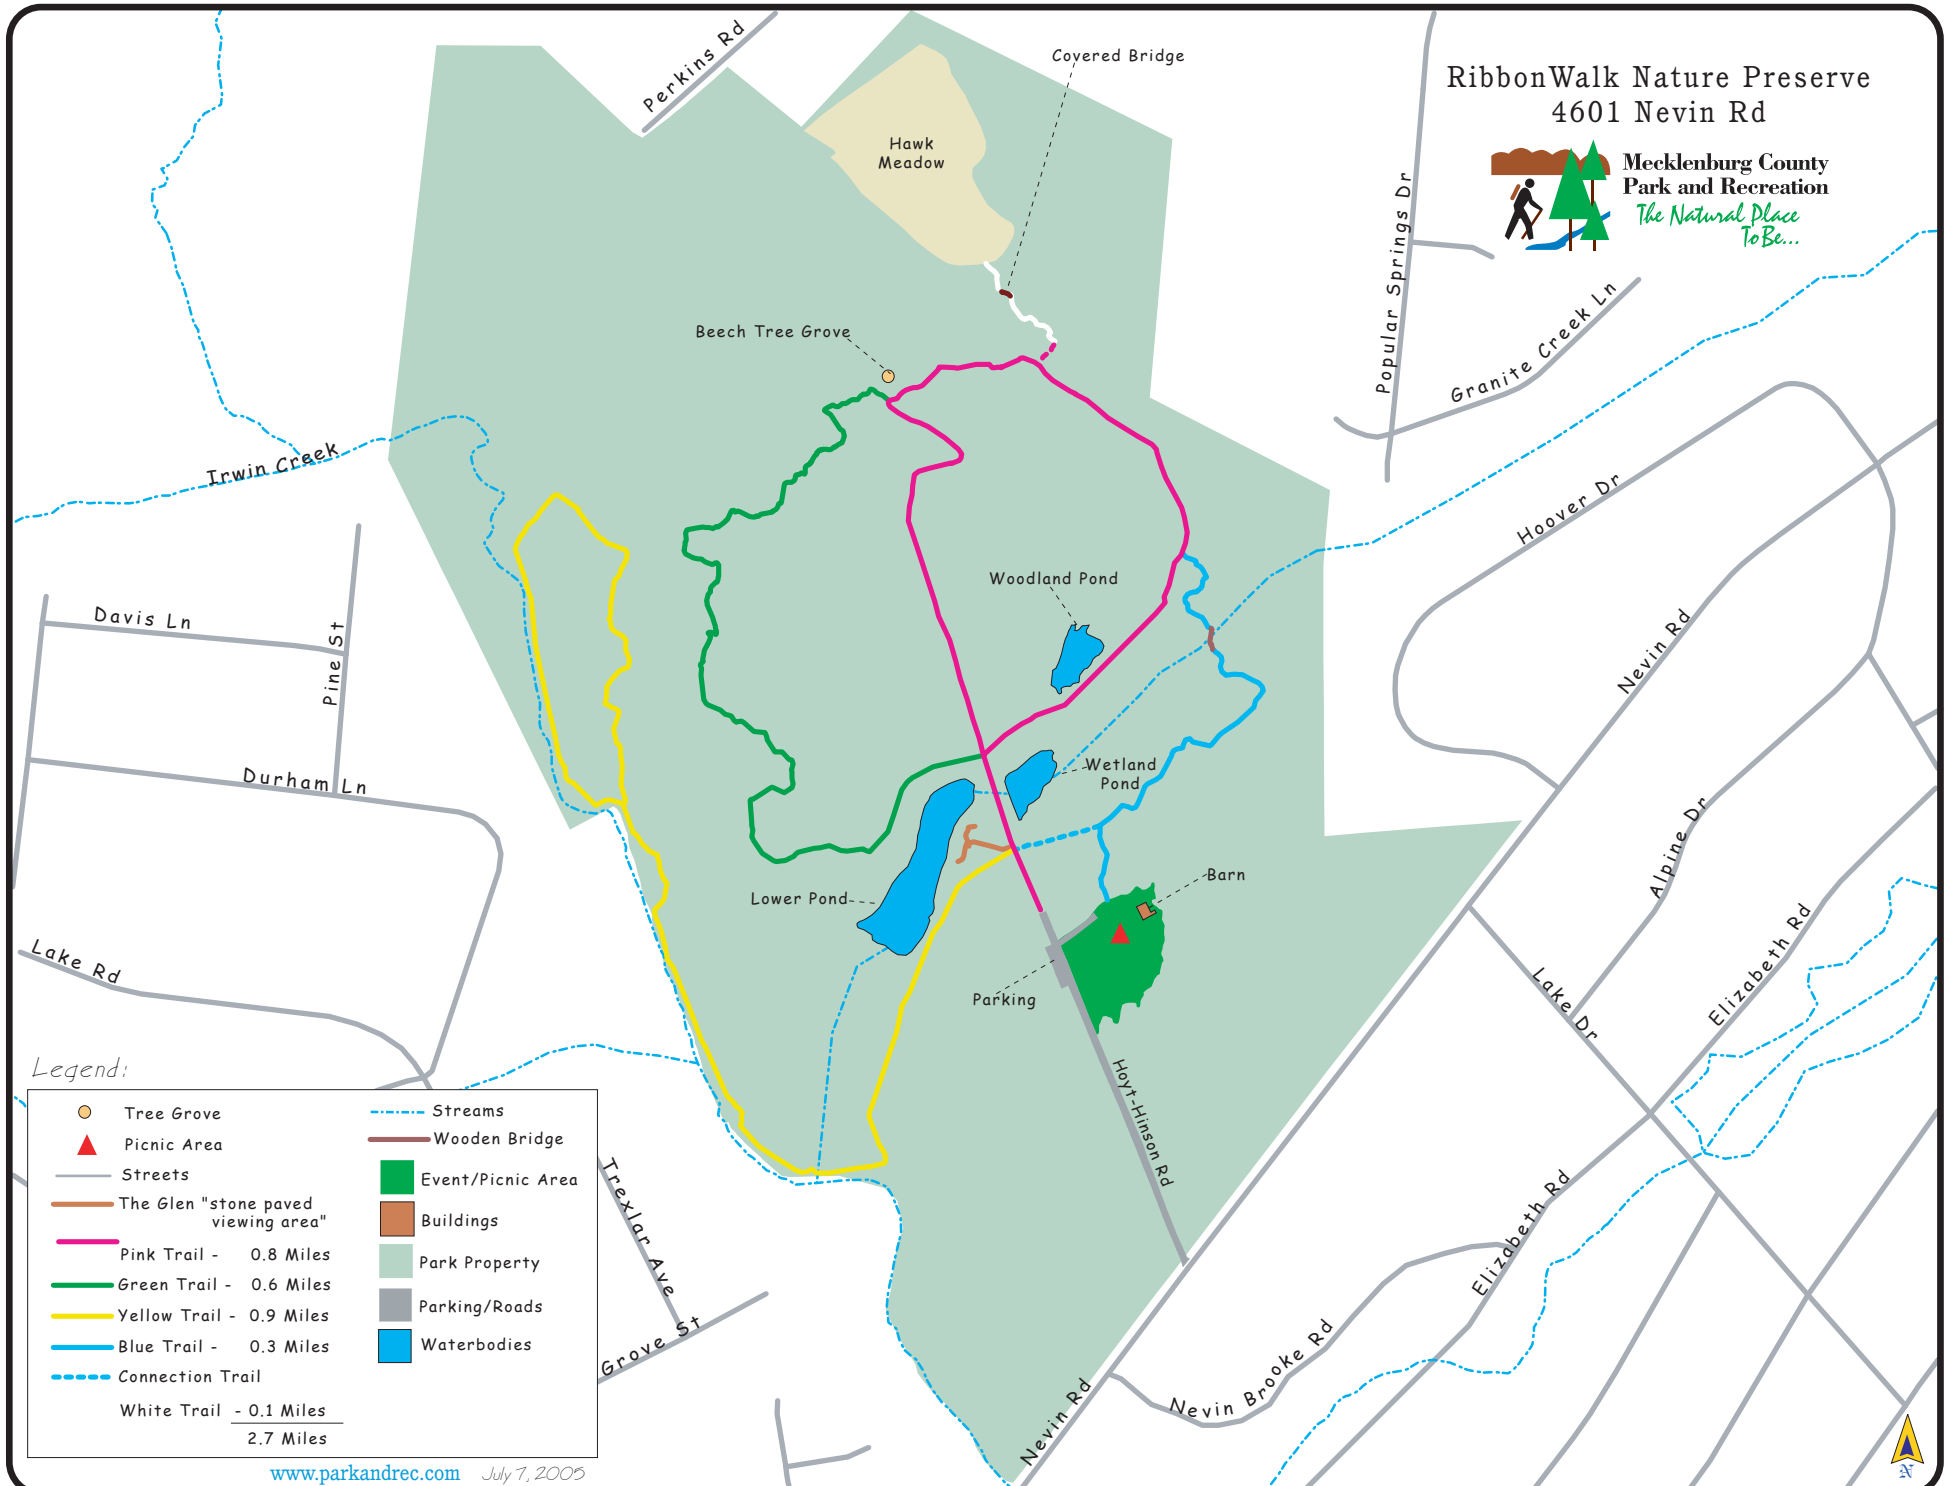 RibbonWalk Nature Preserve
4601 Nevin Rd
Mecklenburg County
Park and Recreation
The Natural Place
To Be...
Perkins Rd
Covered Bridge
Hawk
Meadow
Beech Tree Grove
Popular Springs Dr
Granite Creek Ln
Irwin Creek
Hoover Dr
Woodland Pond
Davis Ln
Pine St
Nevin Rd
Durham Ln
Wetland
Pond
Alpine Dr
Barn
Lower Pond
Elizabeth Rd
Lake Rd
Parking
Lake Dr
Hoyt-Hinson Rd
Trexlar Ave
Elizabeth Rd
Grove St
Nevin Brooke Rd
Nevin Rd
Legend:
Tree Grove
Picnic Area
Streets
The Glen "stone paved
viewing area"
Pink Trail - 0.8 Miles
Green Trail - 0.6 Miles
Yellow Trail - 0.9 Miles
Blue Trail - 0.3 Miles
Connection Trail
White Trail - 0.1 Miles
2.7 Miles
Streams
Wooden Bridge
Event/Picnic Area
Buildings
Park Property
Parking/Roads
Waterbodies
www.parkandrec.com July 7, 2005
N